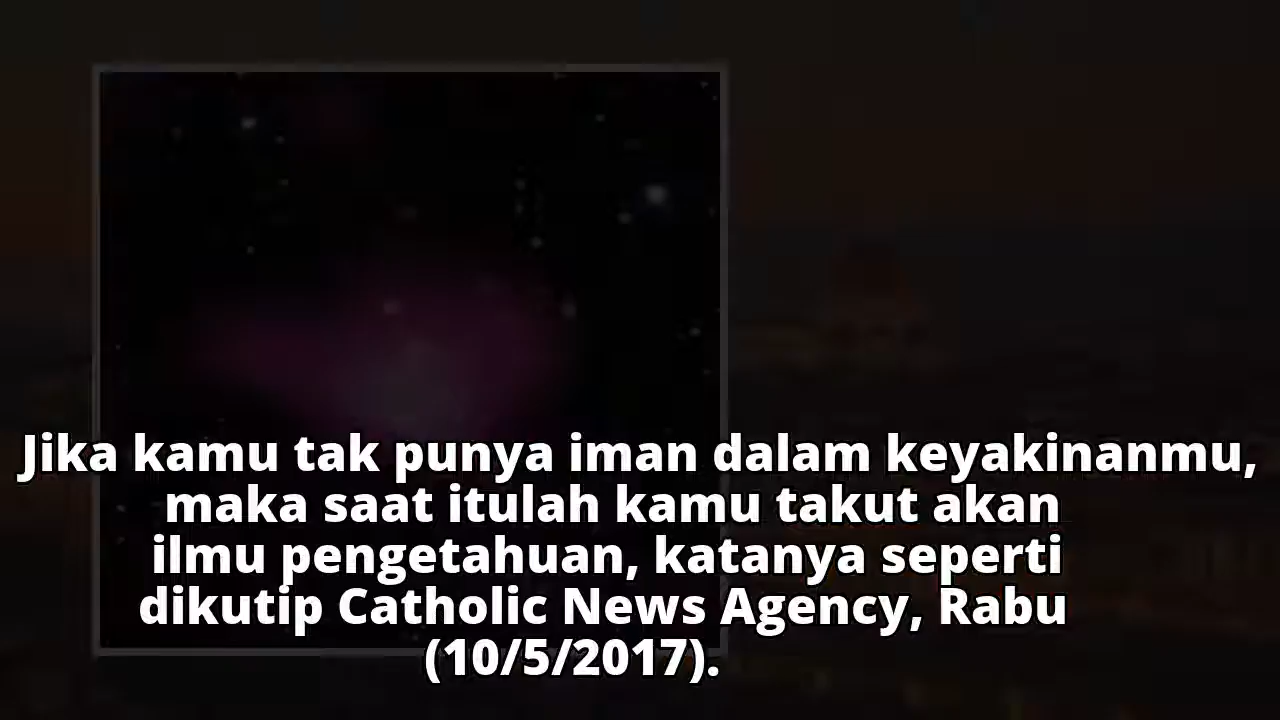 Jika kamu tak punya iman dalam keyakinanmu,
maka saat itulah kamu takut akan
ilmu pengetahuan, katanya seperti
dikutip Catholic News Agency, Rabu
(10/5/2017).